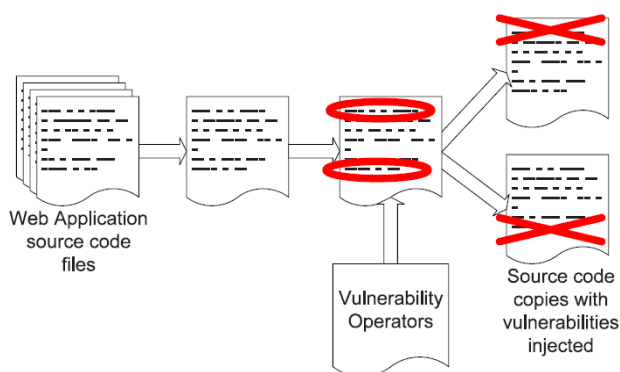 Web Application
source code
files
Vulnerability
Operators
Source code
copies with
vulnerabilities
injected